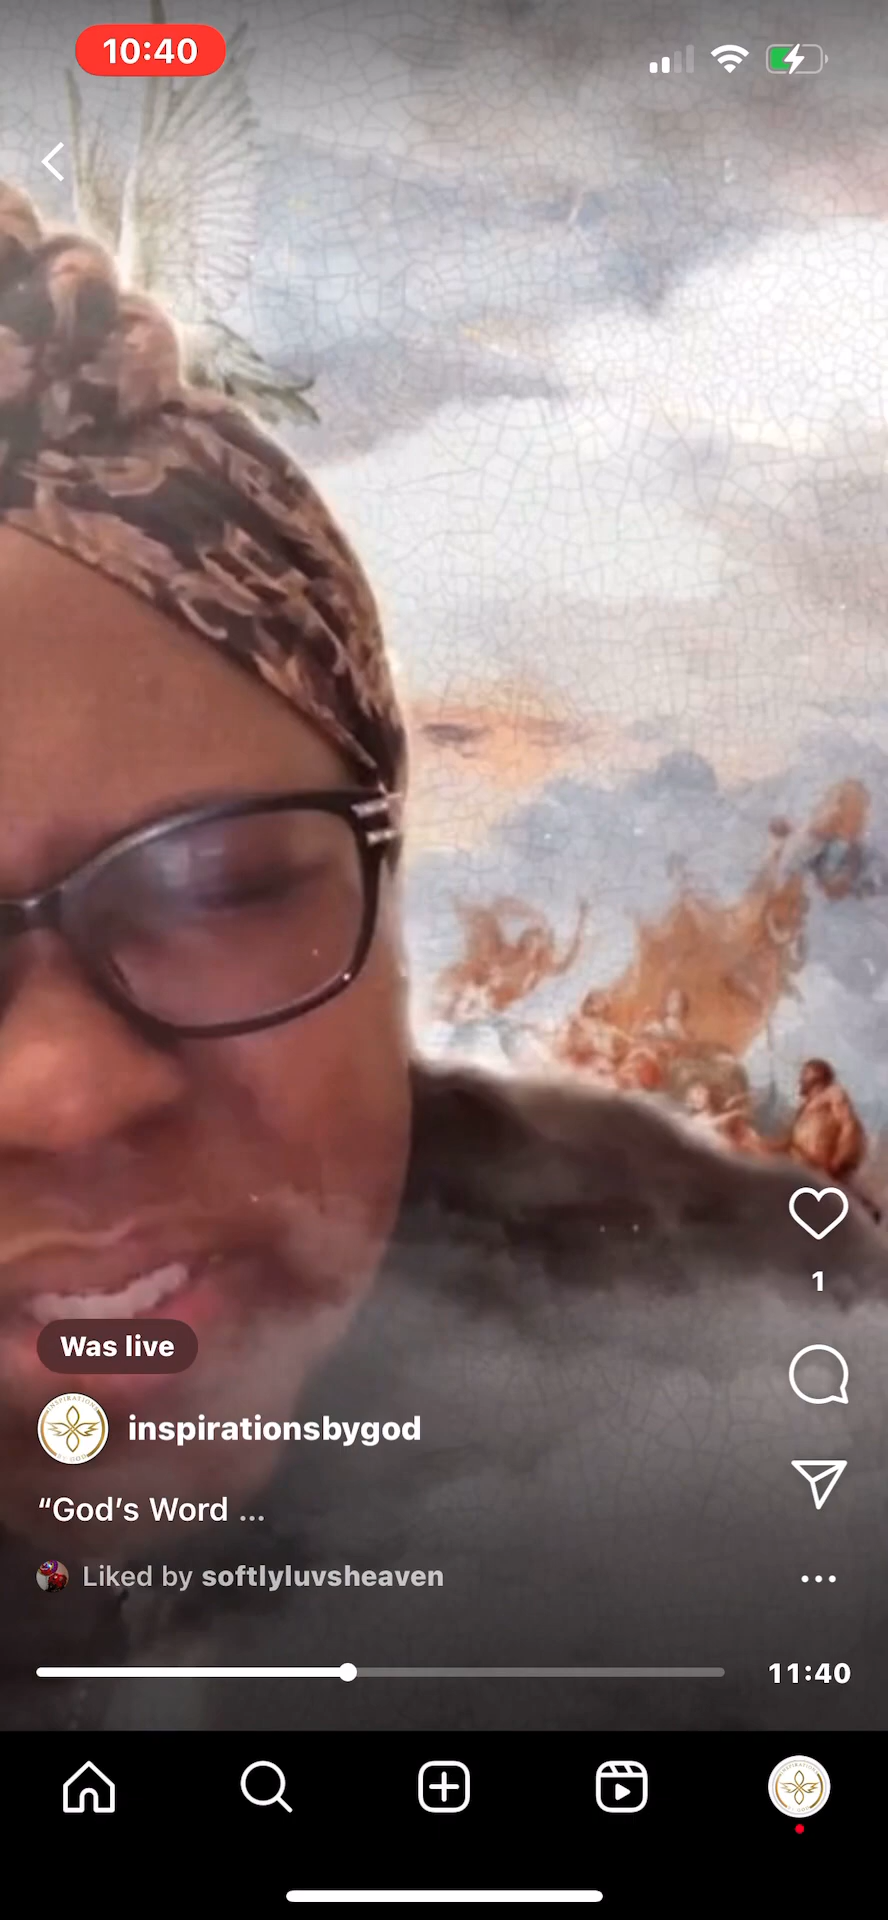 10:40
Was live
inspirationsbygod
“God’s Word ...
Liked by softlyluvsheaven
1
11:40